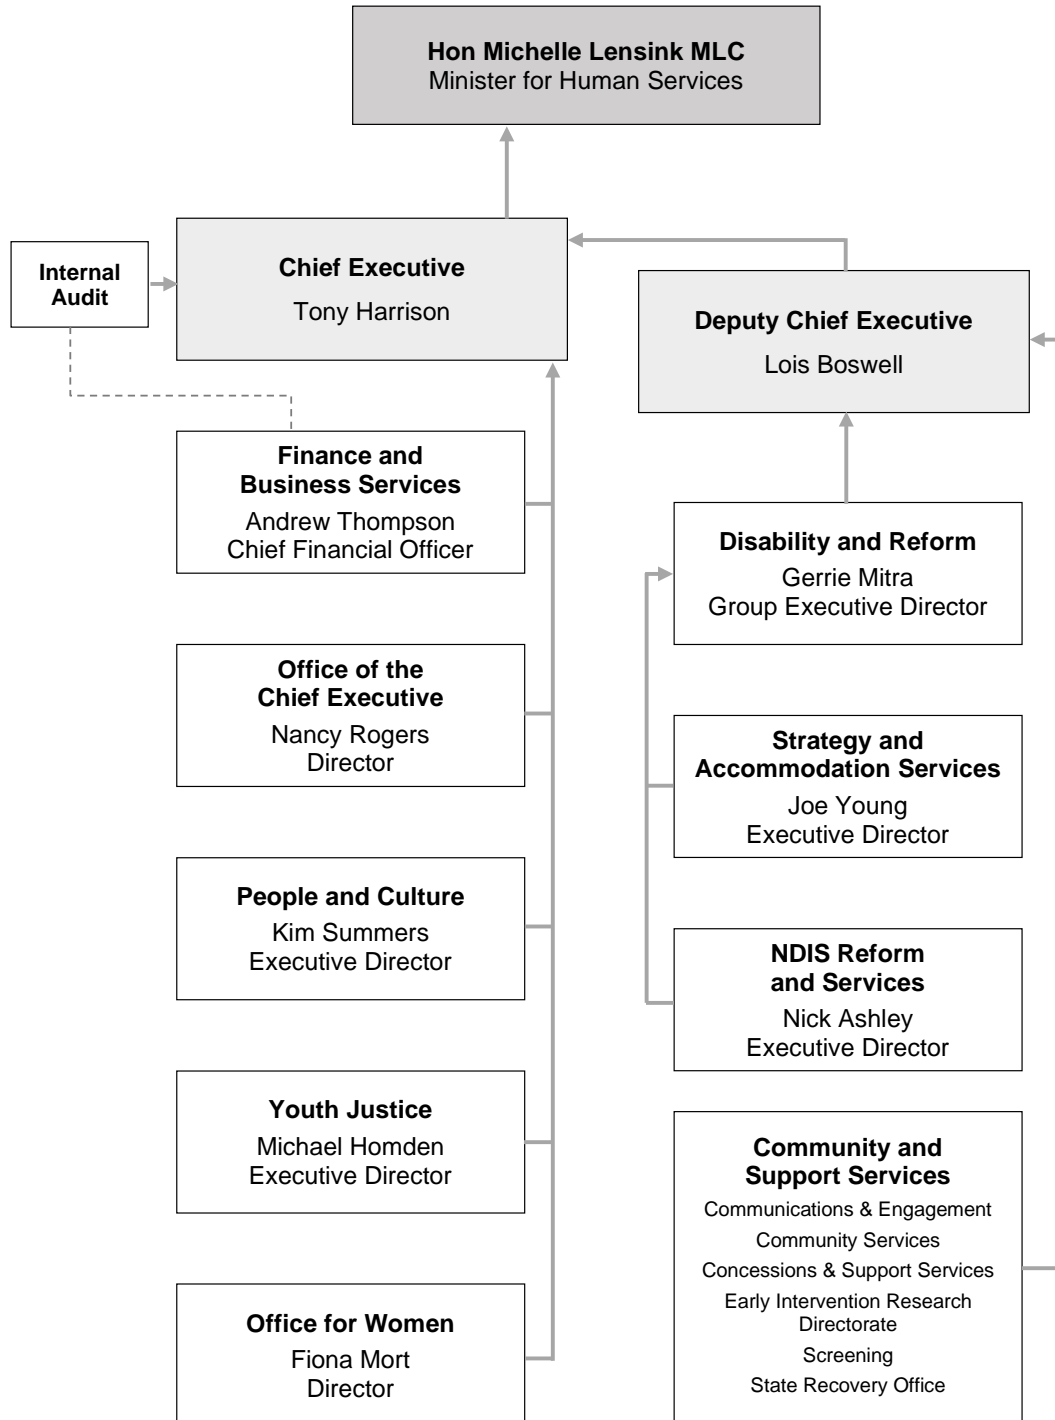 Hon Michelle Lensink MLC
Minister for Human Services
Internal
Audit
Chief Executive
Tony Harrison
Deputy Chief Executive
Lois Boswell
Finance and
Business Services
Andrew Thompson
Chief Financial Officer
Office of the
Chief Executive
Nancy Rogers
Director
People and Culture
Kim Summers
Executive Director
Youth Justice
Michael Homden
Executive Director
Office for Women
Fiona Mort
Director
Disability and Reform
Gerrie Mitra
Group Executive Director
Strategy and
Accommodation Services
Joe Young
Executive Director
NDIS Reform
and Services
Nick Ashley
Executive Director
Community and
Support Services
Communications & Engagement
Community Services
Concessions & Support Services
Early Intervention Research
Directorate
Screening
State Recovery Office